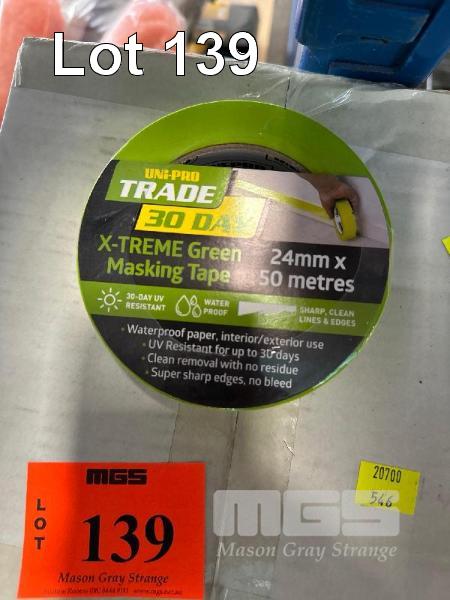 Lot 139
UNi-PRO
TRADE
30 DAY
X-TREME Green
Masking Tape
24mm x
50 metres
30-DAY UV
RESISTANT
WATER
PROOF
SHARP, CLEAN
LINES & EDGES
• Waterproof paper, interior/exterior use
• UV Resistant for up to 30 days
• Clean removal with no residue
• Super sharp edges, no bleed
MGS
LOT
139
Mason Gray Strange
20700
546
MGS
Mason Gray Strange